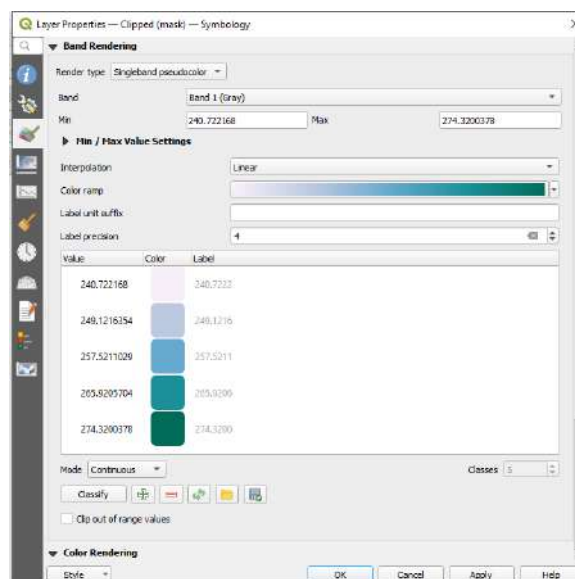 Layer Properties — Clipped (mask) — Symbology
Band Rendering
Render type Singleband pseudocolor
Band Band 1 (Gray)
Min 240.722168 Max 274.3200378
Min / Max Value Settings
Interpolation Linear
Color ramp
Label unit suffix
Label precision 4
Value Color Label
240.722168 240.7222
249.1216354 249.1216
257.5211029 257.5211
265.9205704 265.9206
274.3200378 274.3200
Mode Continuous Classes 5
Classify
Clip out of range values
Color Rendering
Style OK Cancel Apply Help